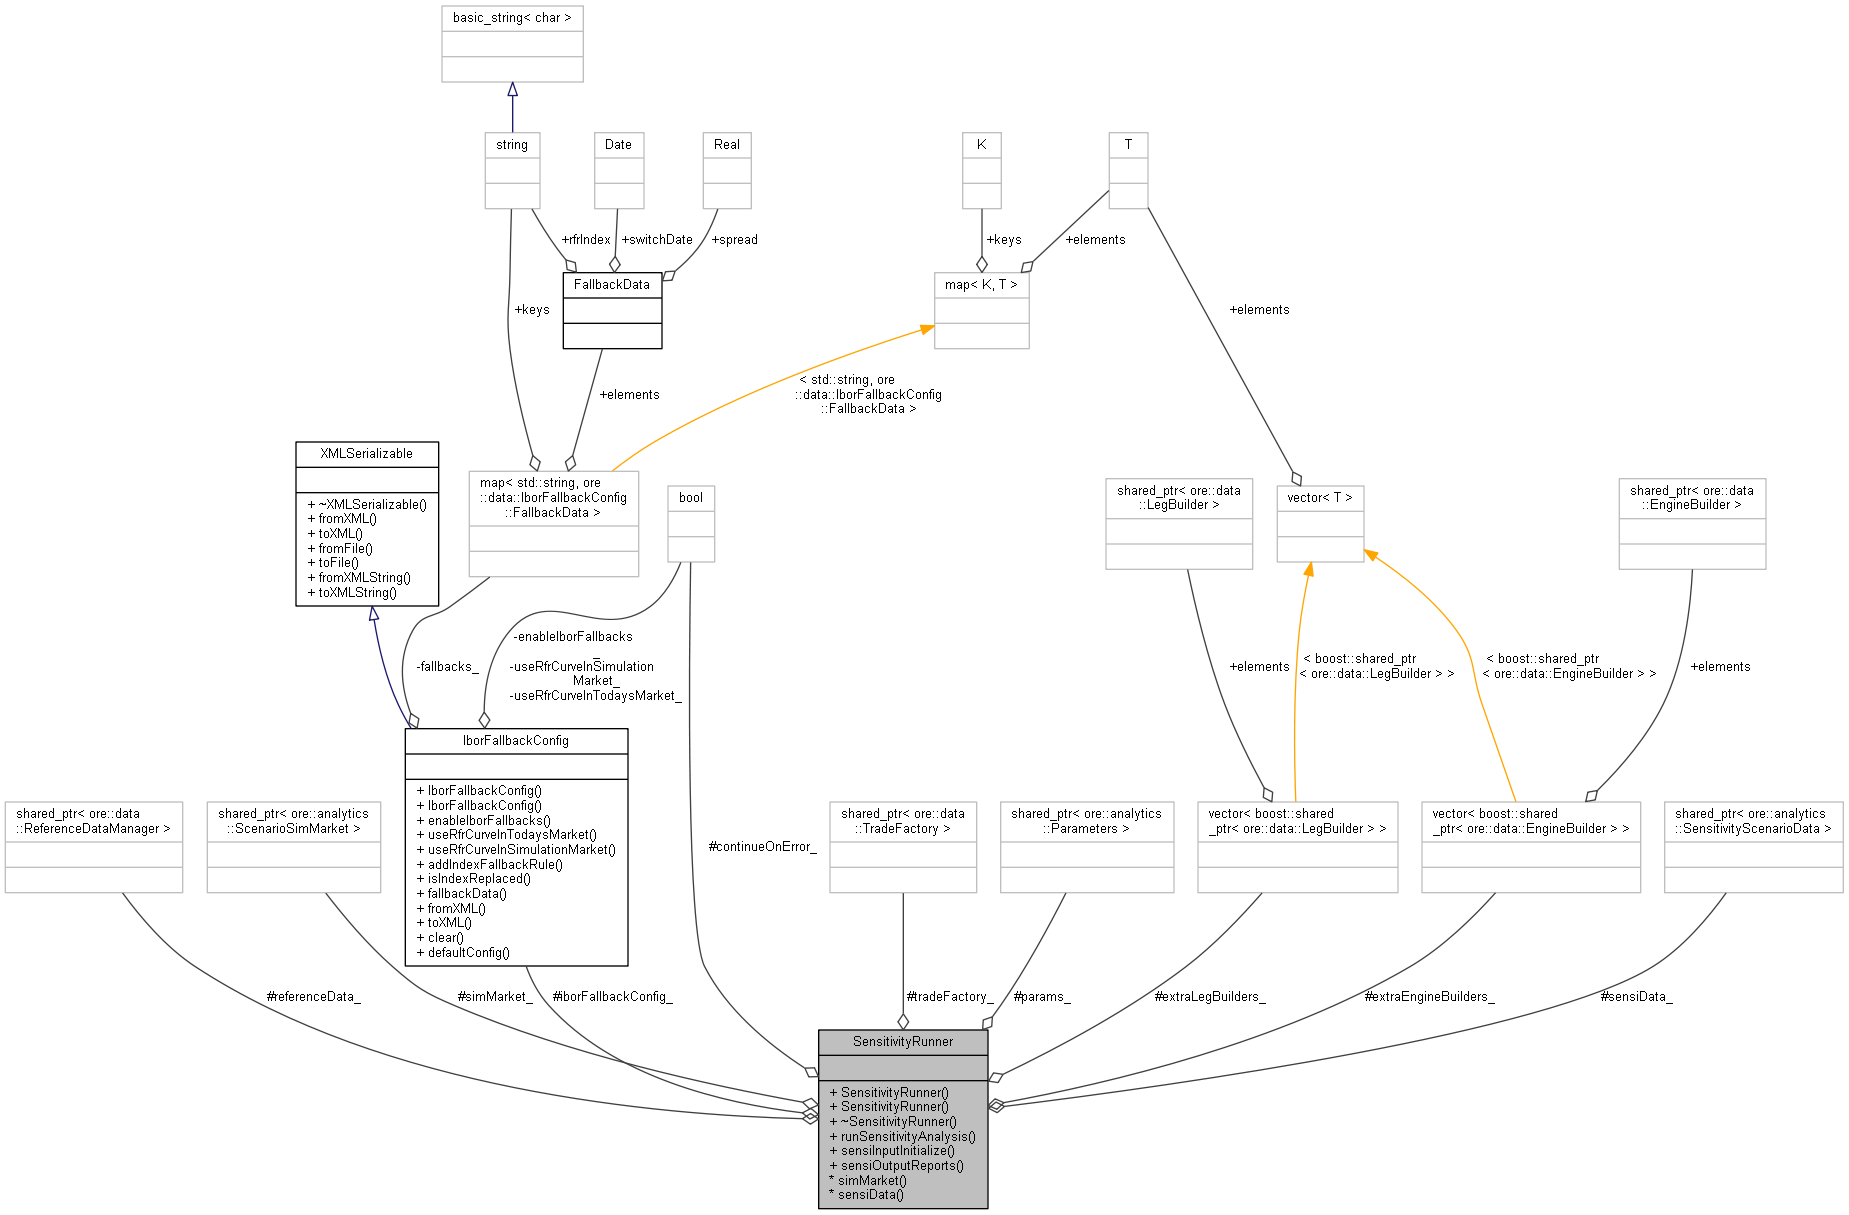 basic_string< char >
string
Date
Real
K
T
+rfrIndex
+switchDate
+spread
+keys
+elements
FallbackData
map< K, T >
+keys
+elements
+elements
< std::string, ore
::data::IborFallbackConfig
::FallbackData >
XMLSerializable
+ ~XMLSerializable()
+ fromXML()
+ toXML()
+ fromFile()
+ toFile()
+ fromXMLString()
+ toXMLString()
map< std::string, ore
::data::IborFallbackConfig
::FallbackData >
bool
shared_ptr< ore::data
::LegBuilder >
vector< T >
shared_ptr< ore::data
::EngineBuilder >
-fallbacks_
-enableIborFallbacks
_
-useRfrCurveInSimulation
Market_
-useRfrCurveInTodaysMarket_
+elements
< boost::shared_ptr
< ore::data::LegBuilder > >
< boost::shared_ptr
< ore::data::EngineBuilder > >
+elements
IborFallbackConfig
+ IborFallbackConfig()
+ IborFallbackConfig()
+ enableIborFallbacks()
+ useRfrCurveInTodaysMarket()
+ useRfrCurveInSimulationMarket()
+ addIndexFallbackRule()
+ isIndexReplaced()
+ fallbackData()
+ fromXML()
+ toXML()
+ clear()
+ defaultConfig()
shared_ptr< ore::data
::ReferenceDataManager >
shared_ptr< ore::analytics
::ScenarioSimMarket >
#continueOnError_
shared_ptr< ore::data
::TradeFactory >
shared_ptr< ore::analytics
::Parameters >
vector< boost::shared
_ptr< ore::data::LegBuilder > >
vector< boost::shared
_ptr< ore::data::EngineBuilder > >
shared_ptr< ore::analytics
::SensitivityScenarioData >
#referenceData_
#simMarket_
#iborFallbackConfig_
#tradeFactory_
#params_
#extraLegBuilders_
#extraEngineBuilders_
#sensiData_
SensitivityRunner
+ SensitivityRunner()
+ SensitivityRunner()
+ ~SensitivityRunner()
+ runSensitivityAnalysis()
+ sensiInputInitialize()
+ sensiOutputReports()
* simMarket()
* sensiData()